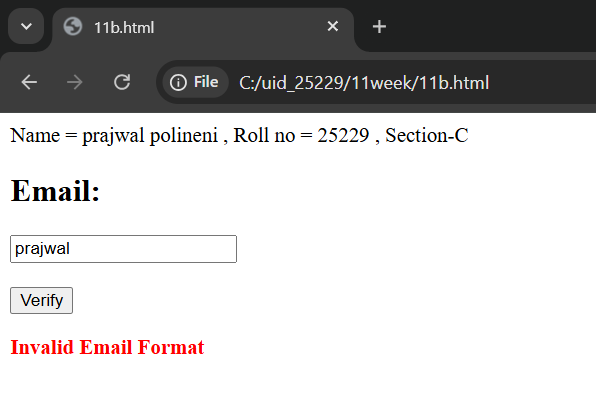 11b.html
File C:/uid_25229/11week/11b.html
Name = prajwal polineni , Roll no = 25229 , Section-C
Email:
prajwal
Verify
Invalid Email Format